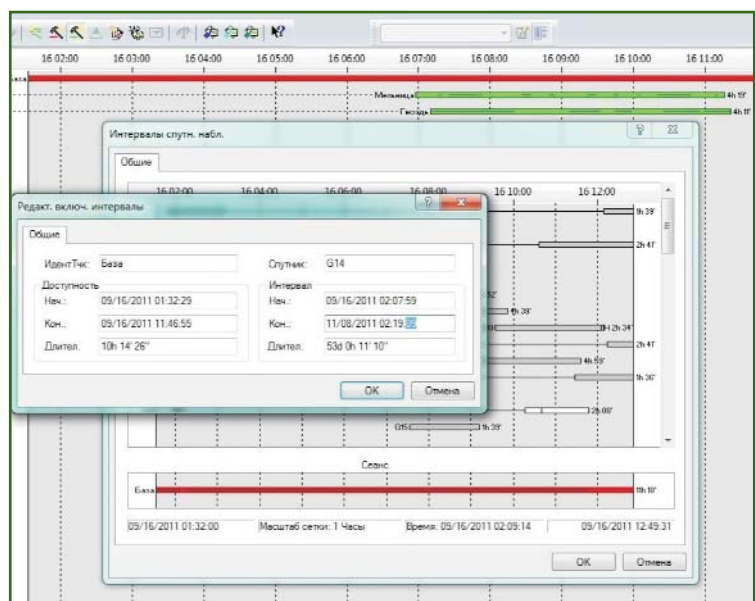 16 02:00 16 03:00 16 04:00 16 05:00 16 06:00 16 07:00 16 08:00 16 09:00 16 10:00 16 11:00
Мельница 4h 19'
Гвоздь 4h 11'
Интервалы спутн. набл.
Общие
16 02:00 16 04:00 16 06:00 16 08:00 16 10:00 16 12:00
1h 39'
2h 41'
Редакт. включ. интервалы
Общие
ИдентТчк: База Спутник: G14
Доступность Интервал
Нач.: 09/16/2011 01:32:29 Нач.: 09/16/2011 02:07:59
Кон.: 09/16/2011 11:46:55 Кон.: 11/08/2011 02:19:09
Длител. 10h 14' 26" Длител. 53d 0h 11' 10"
OK Отмена
4h 39'
2h 34'
2h 41'
4h 59'
1h 36'
2h 08'
G15 1h 39'
Сеанс
База 11h 18'
09/16/2011 01:32:00 Масштаб сетки: 1 Часы Время: 09/16/2011 02:09:14 09/16/2011 12:49:31
OK Отмена